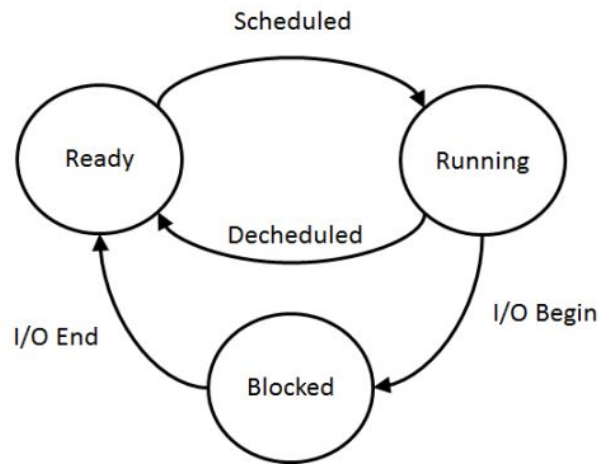 Scheduled
Ready
Running
Decheduled
I/O End
I/O Begin
Blocked